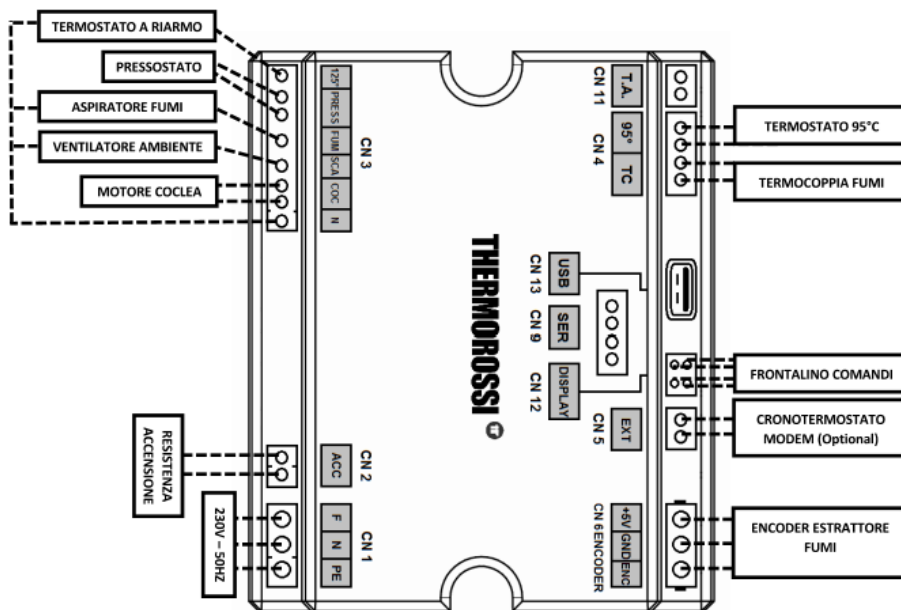 TERMOSTATO A RIARMO
PRESSOSTATO
ASPIRATORE FUMI
VENTILATORE AMBIENTE
MOTORE COCLEA
RESISTENZA
ACCENSIONE
230V – 50HZ
125°
PRESS
FUM
SCA
COC
N
CN 3
ACC
CN 2
F
N
PE
CN 1
THERMOROSSI
USB
CN 13
SER
CN 9
DISPLAY
CN 12
T.A.
CN 11
95°
TC
CN 4
EXT
CN 5
+5V
GND
ENC
CN 6 ENCODER
TERMOSTATO 95°C
TERMOCOPPIA FUMI
FRONTALINO COMANDI
CRONOTERMOSTATO
MODEM (Optional)
ENCODER ESTRATTORE
FUMI